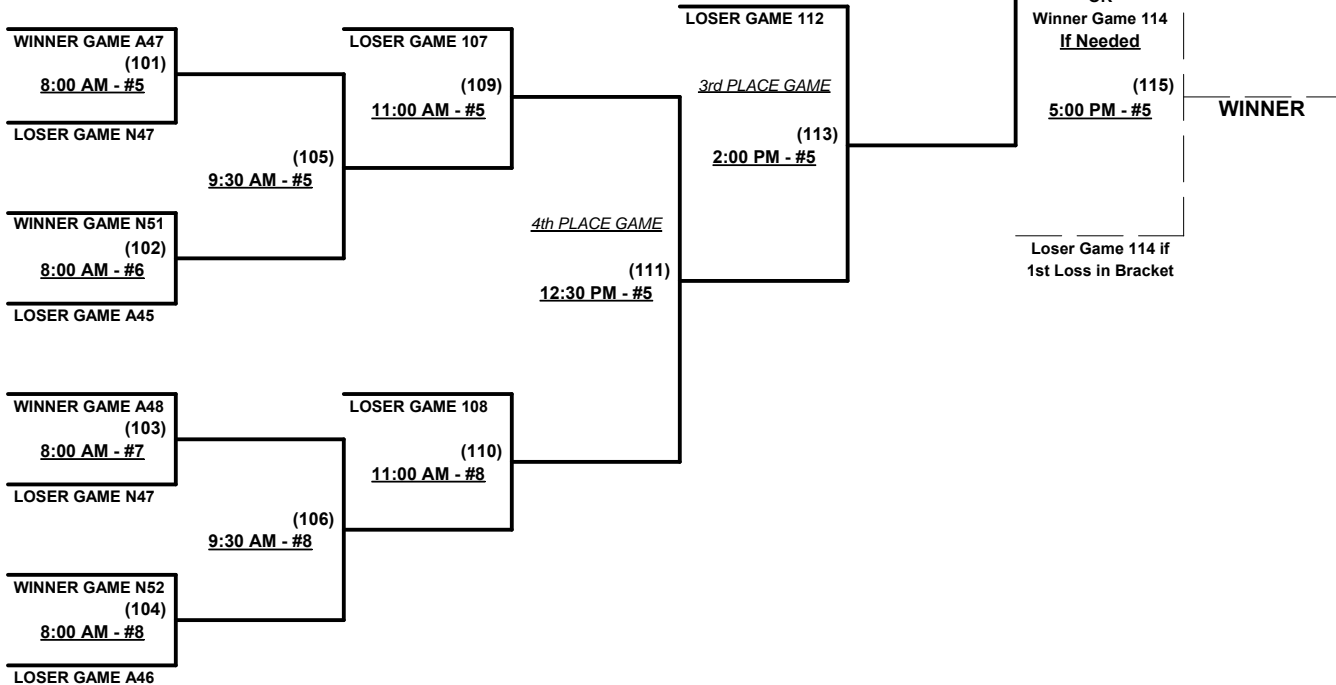 WINNER GAME A47
(101)
8:00 AM - #5
LOSER GAME N47
(105)
9:30 AM - #5
WINNER GAME N51
(102)
8:00 AM - #6
LOSER GAME A45
WINNER GAME A48
(103)
8:00 AM - #7
LOSER GAME N47
(106)
9:30 AM - #8
WINNER GAME N52
(104)
8:00 AM - #8
LOSER GAME A46
LOSER GAME 107
(109)
11:00 AM - #5
LOSER GAME 108
(110)
11:00 AM - #8
4th PLACE GAME
(111)
12:30 PM - #5
LOSER GAME 112
3rd PLACE GAME
(113)
2:00 PM - #5
Winner Game 114
If Needed
(115)
5:00 PM - #5
WINNER
Loser Game 114 if
1st Loss in Bracket